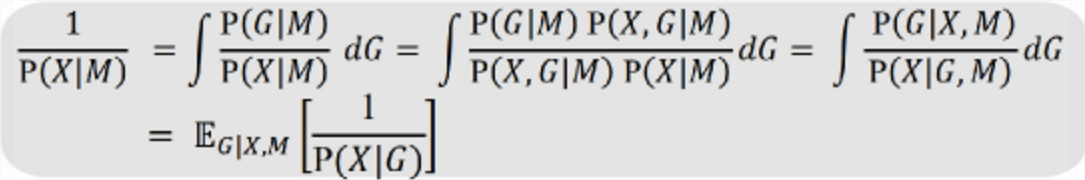 1/P(X|M) = ∫ P(G|M)/P(X|M) dG = ∫ P(G|M) P(X, G|M)/P(X, G|M) P(X|M) dG = ∫ P(G|X, M)/P(X|G, M) dG
= 𝔼_{G|X,M} [1/P(X|G)]